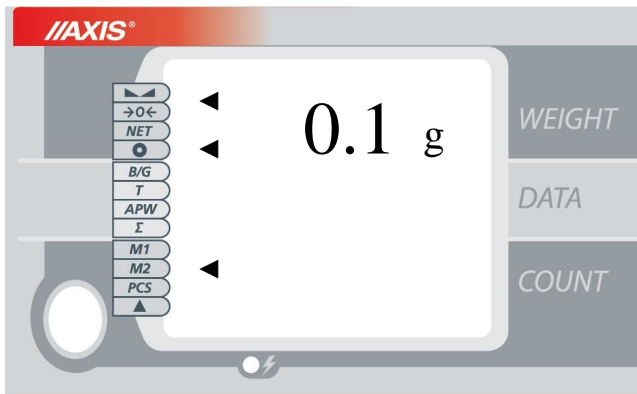 //AXIS®
→0←
NET
B/G
T
APW
Σ
M1
M2
PCS
0.1 g
WEIGHT
DATA
COUNT